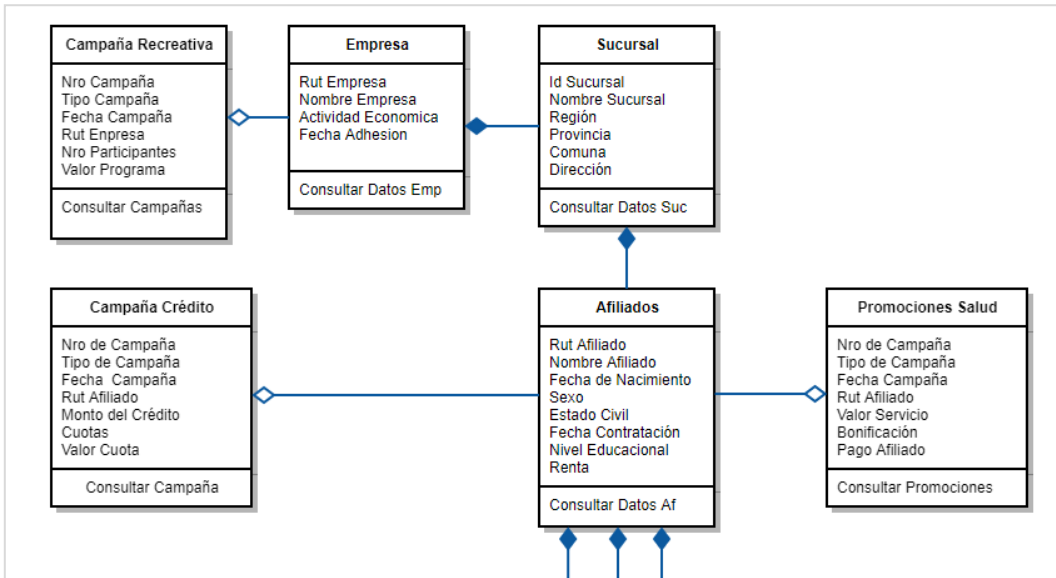 Campaña Recreativa
Nro Campaña
Tipo Campaña
Fecha Campaña
Rut Enpresa
Nro Participantes
Valor Programa
Consultar Campañas
Empresa
Rut Empresa
Nombre Empresa
Actividad Economica
Fecha Adhesion
Consultar Datos Emp
Sucursal
Id Sucursal
Nombre Sucursal
Región
Provincia
Comuna
Dirección
Consultar Datos Suc
Campaña Crédito
Nro de Campaña
Tipo de Campaña
Fecha Campaña
Rut Afiliado
Monto del Crédito
Cuotas
Valor Cuota
Consultar Campaña
Afiliados
Rut Afiliado
Nombre Afiliado
Fecha de Nacimiento
Sexo
Estado Civil
Fecha Contratación
Nivel Educacional
Renta
Consultar Datos Af
Promociones Salud
Nro de Campaña
Tipo de Campaña
Fecha Campaña
Rut Afiliado
Valor Servicio
Bonificación
Pago Afiliado
Consultar Promociones